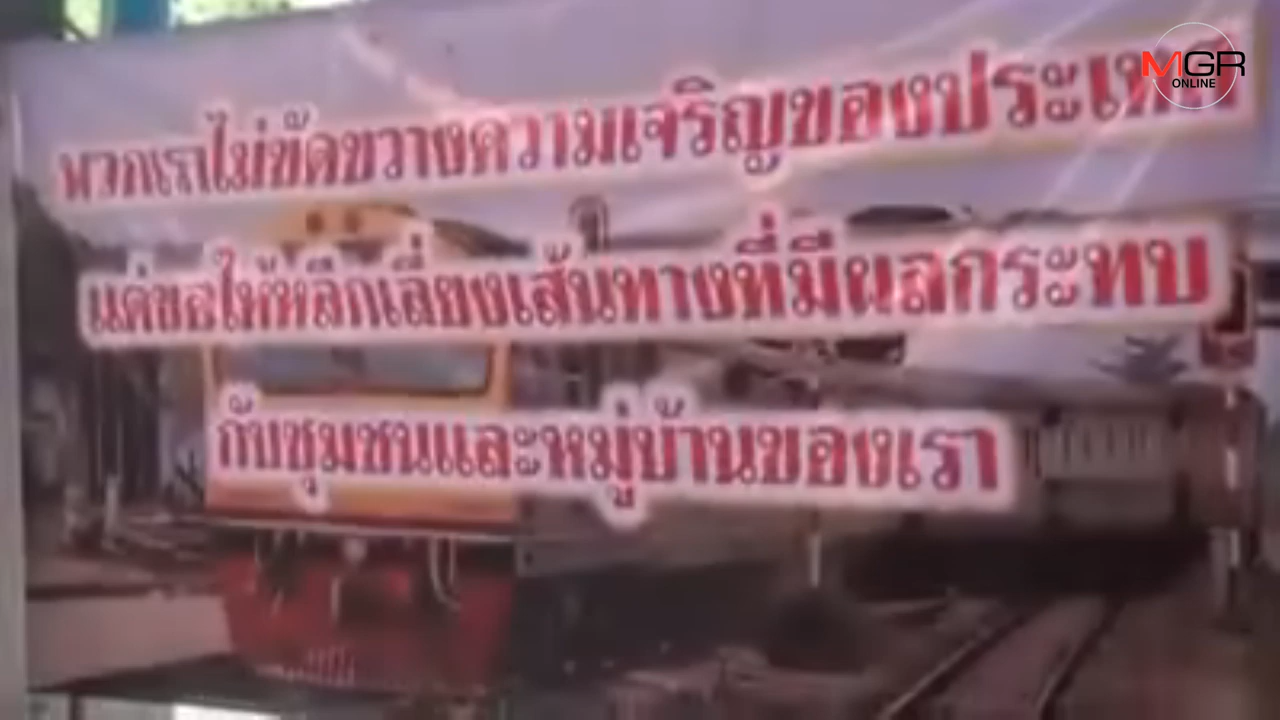 MGR
ONLINE
พวกเราไม่ขัดขวางความเจริญของประเทศ
แต่ขอให้หลีกเลี่ยงเส้นทางที่มีผลกระทบ
กับชุมชนและหมู่บ้านของเรา